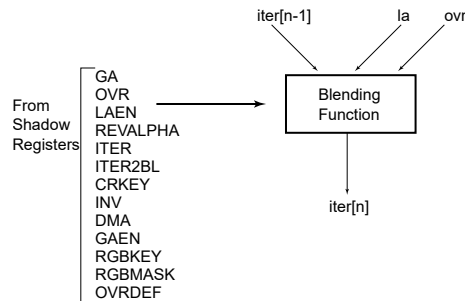 iter[n-1]
la
ovr
From
Shadow
Registers
GA
OVR
LAEN
REVALPHA
ITER
ITER2BL
CRKEY
INV
DMA
GAEN
RGBKEY
RGBMASK
OVRDEF
Blending
Function
iter[n]